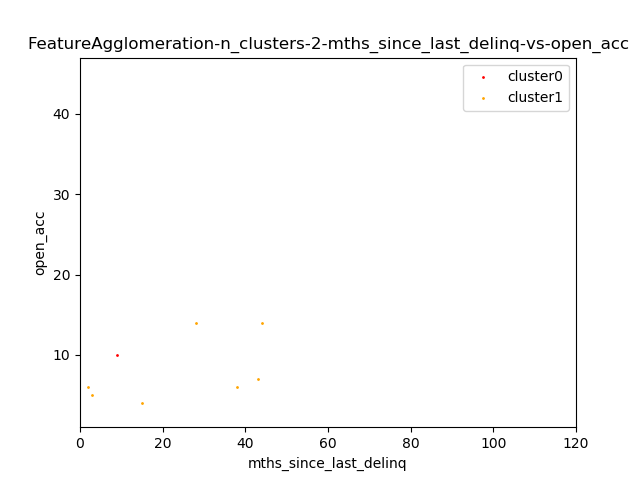 FeatureAgglomeration-n_clusters-2-mths_since_last_delinq-vs-open_acc
cluster0
cluster1
open_acc
40
30
20
10
0 20 40 60 80 100 120
mths_since_last_delinq